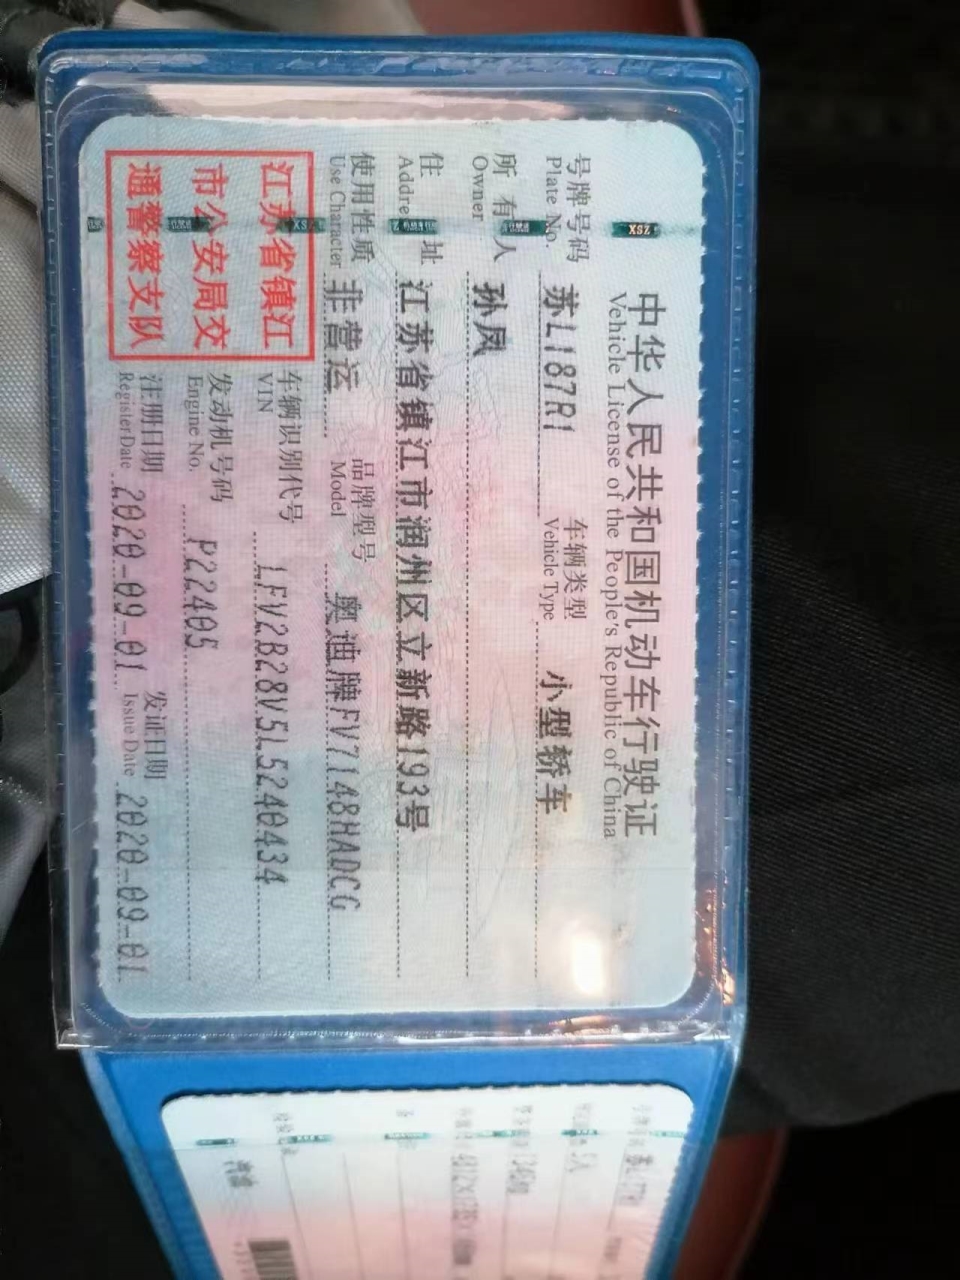 中华人民共和国机动车行驶证
Vehicle License of the People's Republic of China
号牌号码 苏L187R1 车辆类型 小型轿车
Plate No. Vehicle Type
所有人 孙凤
Owner
住址 江苏省镇江市润州区立新路193号
Addre
使用性质 非营运 品牌型号 奥迪牌FV7148HADCG
Use Character Model
江苏省镇江
市公安局交
通警察支队
车辆识别代号 LFV2B28V5L5240434
VIN
发动机号码 P22405
Engine No.
注册日期 2020-09-01 发证日期 2020-09-01
Register Date Issue Date
XSZ
5人
汽油